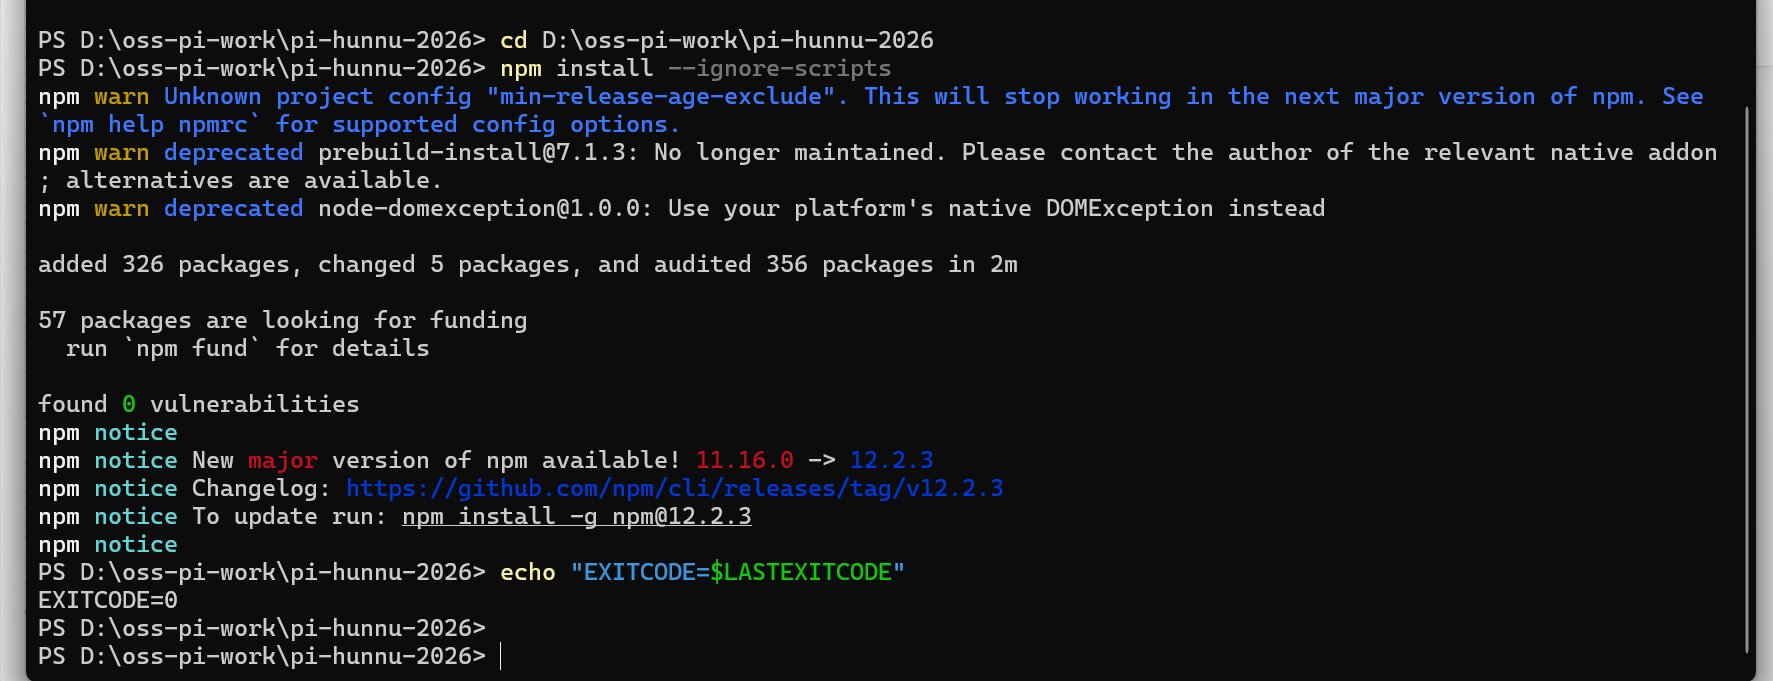 PS D:\oss-pi-work\pi-hunnu-2026> cd D:\oss-pi-work\pi-hunnu-2026
PS D:\oss-pi-work\pi-hunnu-2026> npm install --ignore-scripts
npm warn Unknown project config "min-release-age-exclude". This will stop working in the next major version of npm. See
`npm help npmrc` for supported config options.
npm warn deprecated prebuild-install@7.1.3: No longer maintained. Please contact the author of the relevant native addon
; alternatives are available.
npm warn deprecated node-domexception@1.0.0: Use your platform's native DOMException instead
added 326 packages, changed 5 packages, and audited 356 packages in 2m
57 packages are looking for funding
run `npm fund` for details
found 0 vulnerabilities
npm notice
npm notice New major version of npm available! 11.16.0 -> 12.2.3
npm notice Changelog: https://github.com/npm/cli/releases/tag/v12.2.3
npm notice To update run: npm install -g npm@12.2.3
npm notice
PS D:\oss-pi-work\pi-hunnu-2026> echo "EXITCODE=$LASTEXITCODE"
EXITCODE=0
PS D:\oss-pi-work\pi-hunnu-2026>
PS D:\oss-pi-work\pi-hunnu-2026>